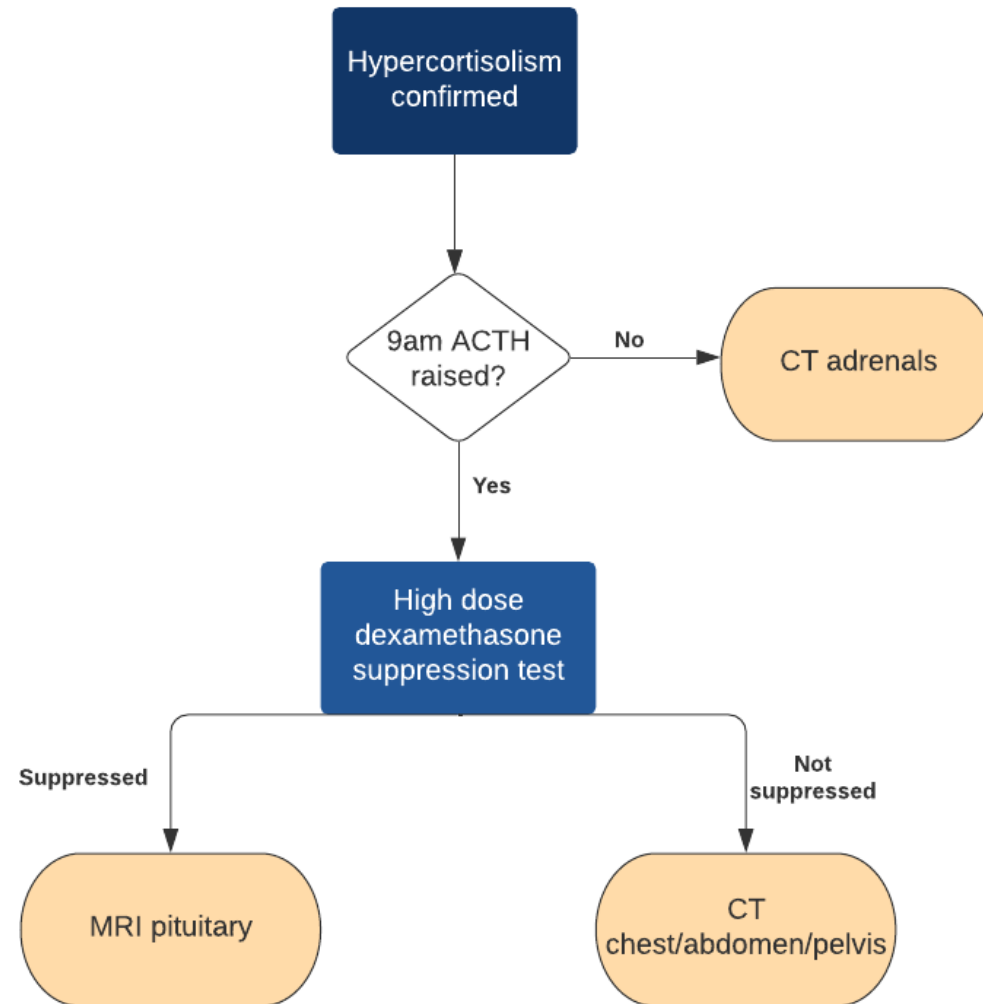 Hypercortisolism
confirmed
9am ACTH
raised?
No
CT adrenals
Yes
High dose
dexamethasone
suppression test
Suppressed
Not
suppressed
MRI pituitary
CT
chest/abdomen/pelvis